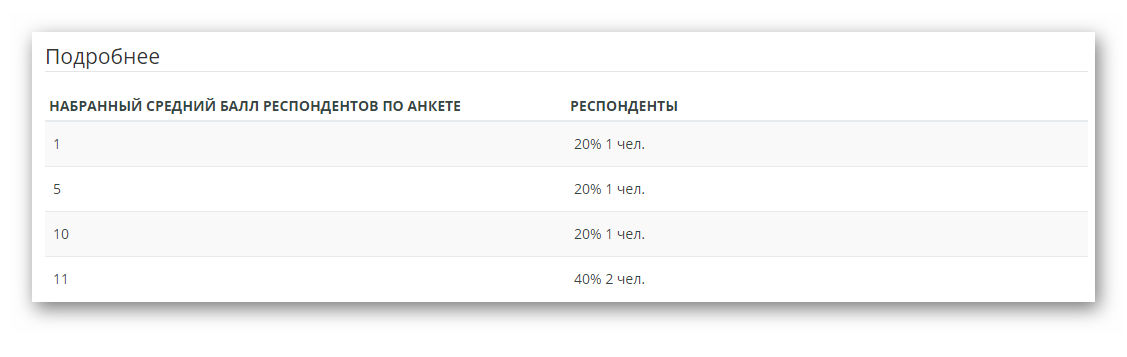 Подробнее
НАБРАННЫЙ СРЕДНИЙ БАЛЛ РЕСПОНДЕНТОВ ПО АНКЕТЕ РЕСПОНДЕНТЫ
1 20% 1 чел.
5 20% 1 чел.
10 20% 1 чел.
11 40% 2 чел.